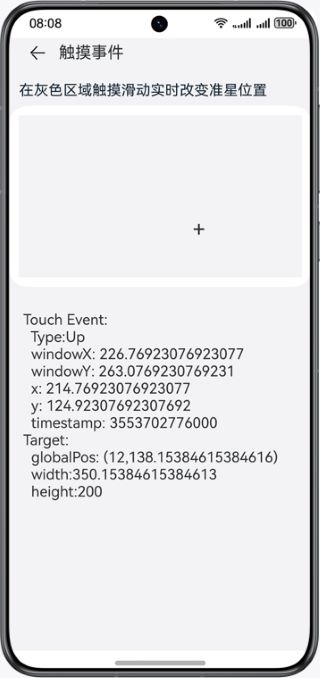 08:08
100
触摸事件
在灰色区域触摸滑动实时改变准星位置
Touch Event:
Type:Up
windowX: 226.76923076923077
windowY: 263.0769230769231
x: 214.76923076923077
y: 124.92307692307692
timestamp: 3553702776000
Target:
globalPos: (12,138.15384615384616)
width:350.15384615384613
height:200